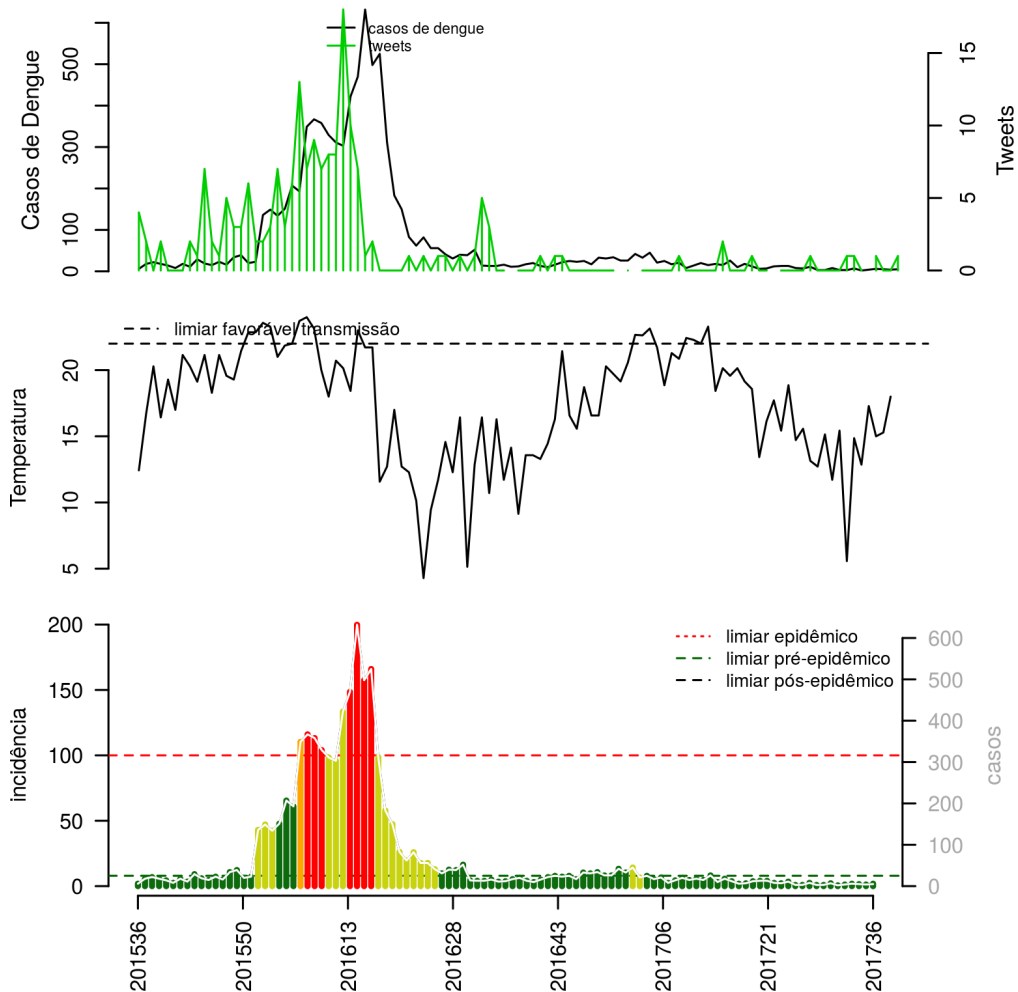 casos de dengue
tweets
Casos de Dengue
0
100
300
500
Tweets
0
5
10
15
limiar favorável transmissão
Temperatura
5
10
15
20
limiar epidêmico
limiar pré-epidêmico
limiar pós-epidêmico
incidência
0
50
100
150
200
casos
0
100
200
300
400
500
600
201536
201550
201613
201628
201643
201706
201721
201736